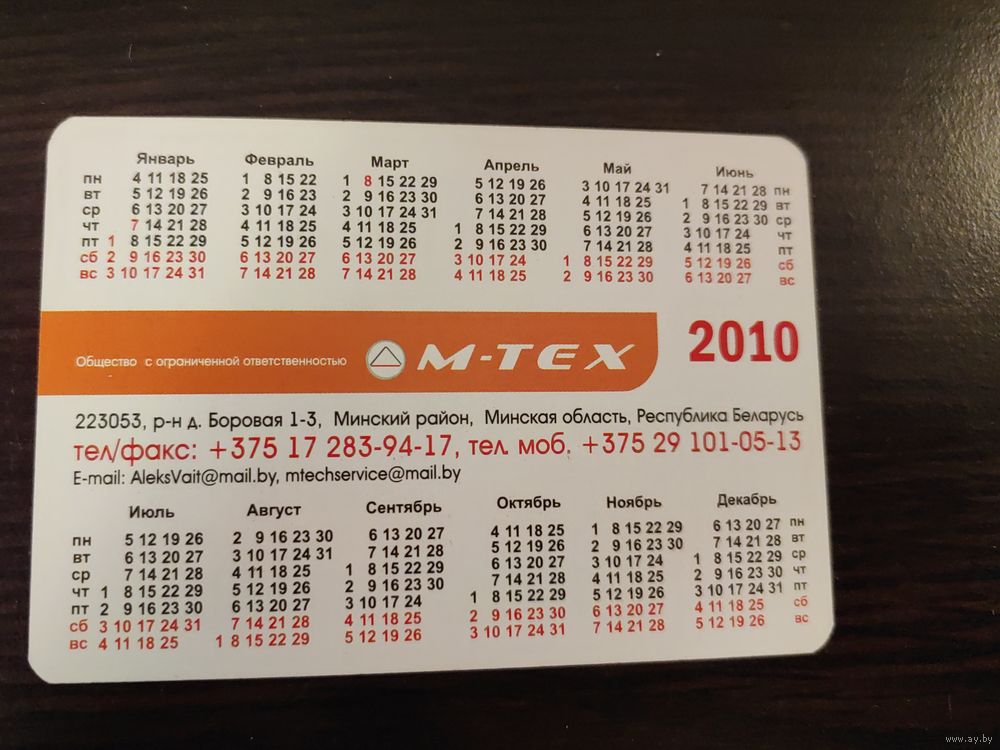 Январь Февраль Март Апрель Май Июнь
пн 4 11 18 25 1 8 15 22 1 8 15 22 29 5 12 19 26 3 10 17 24 31 7 14 21 28 пн
вт 5 12 19 26 2 9 16 23 2 9 16 23 30 6 13 20 27 4 11 18 25 1 8 15 22 29 вт
ср 6 13 20 27 3 10 17 24 3 10 17 24 31 7 14 21 28 5 12 19 26 2 9 16 23 30 ср
чт 7 14 21 28 4 11 18 25 4 11 18 25 1 8 15 22 29 6 13 20 27 3 10 17 24 чт
пт 1 8 15 22 29 5 12 19 26 5 12 19 26 2 9 16 23 30 7 14 21 28 4 11 18 25 пт
сб 2 9 16 23 30 6 13 20 27 6 13 20 27 3 10 17 24 1 8 15 22 29 5 12 19 26 сб
вс 3 10 17 24 31 7 14 21 28 7 14 21 28 4 11 18 25 2 9 16 23 30 6 13 20 27 вс
Общество с ограниченной ответственностью М-ТЕХ 2010
223053, р-н д. Боровая 1-3, Минский район, Минская область, Республика Беларусь
тел/факс: +375 17 283-94-17, тел. моб. +375 29 101-05-13
E-mail: AleksVait@mail.by, mtechservice@mail.by
Июль Август Сентябрь Октябрь Ноябрь Декабрь
пн 5 12 19 26 2 9 16 23 30 6 13 20 27 4 11 18 25 1 8 15 22 29 6 13 20 27 пн
вт 6 13 20 27 3 10 17 24 31 7 14 21 28 5 12 19 26 2 9 16 23 30 7 14 21 28 вт
ср 7 14 21 28 4 11 18 25 1 8 15 22 29 6 13 20 27 3 10 17 24 1 8 15 22 29 ср
чт 1 8 15 22 29 5 12 19 26 2 9 16 23 30 7 14 21 28 4 11 18 25 2 9 16 23 30 чт
пт 2 9 16 23 30 6 13 20 27 3 10 17 24 1 8 15 22 29 5 12 19 26 3 10 17 24 31 пт
сб 3 10 17 24 31 7 14 21 28 4 11 18 25 2 9 16 23 30 6 13 20 27 4 11 18 25 сб
вс 4 11 18 25 1 8 15 22 29 5 12 19 26 3 10 17 24 31 7 14 21 28 5 12 19 26 вс
www.ay.by